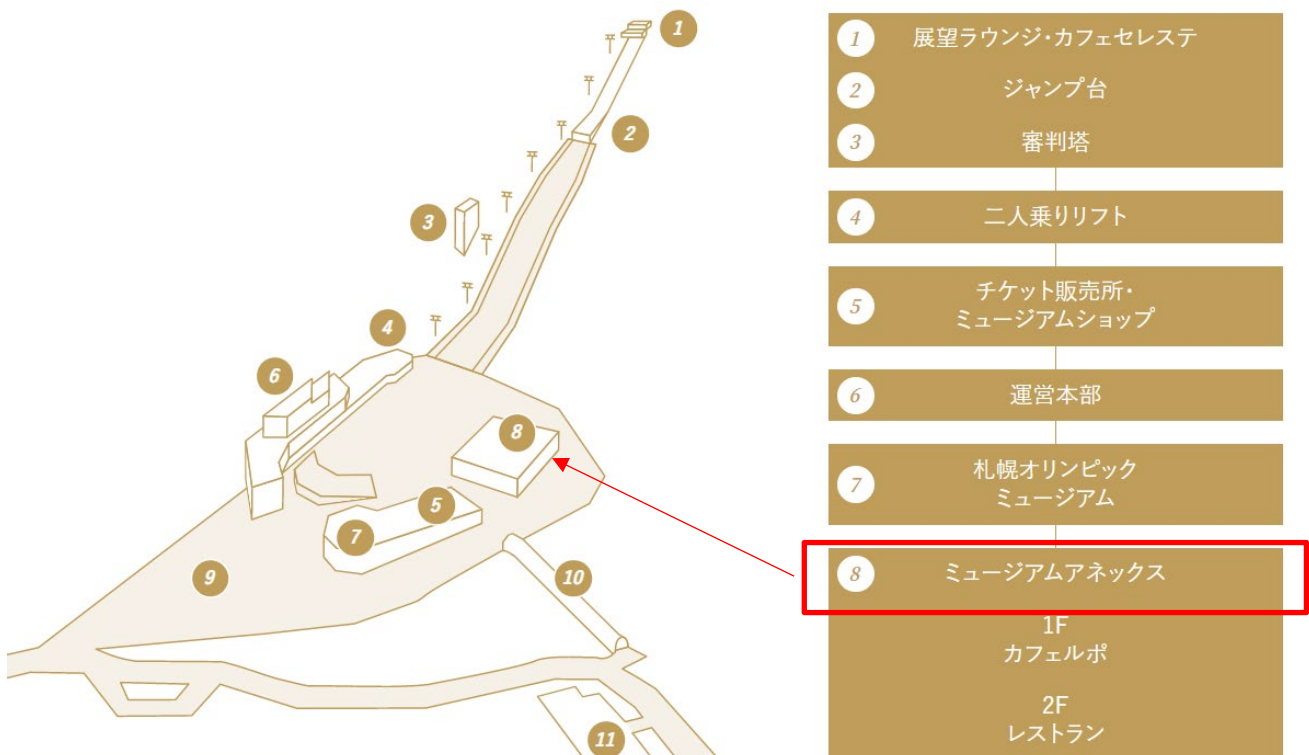 1
2
3
4
6
8
5
7
9
10
11
1 展望ラウンジ・カフェセレステ
2 ジャンプ台
3 審判塔
4 二人乗りリフト
5 チケット販売所・
ミュージアムショップ
6 運営本部
7 札幌オリンピック
ミュージアム
8 ミュージアムアネックス
1F
カフェルポ
2F
レストラン